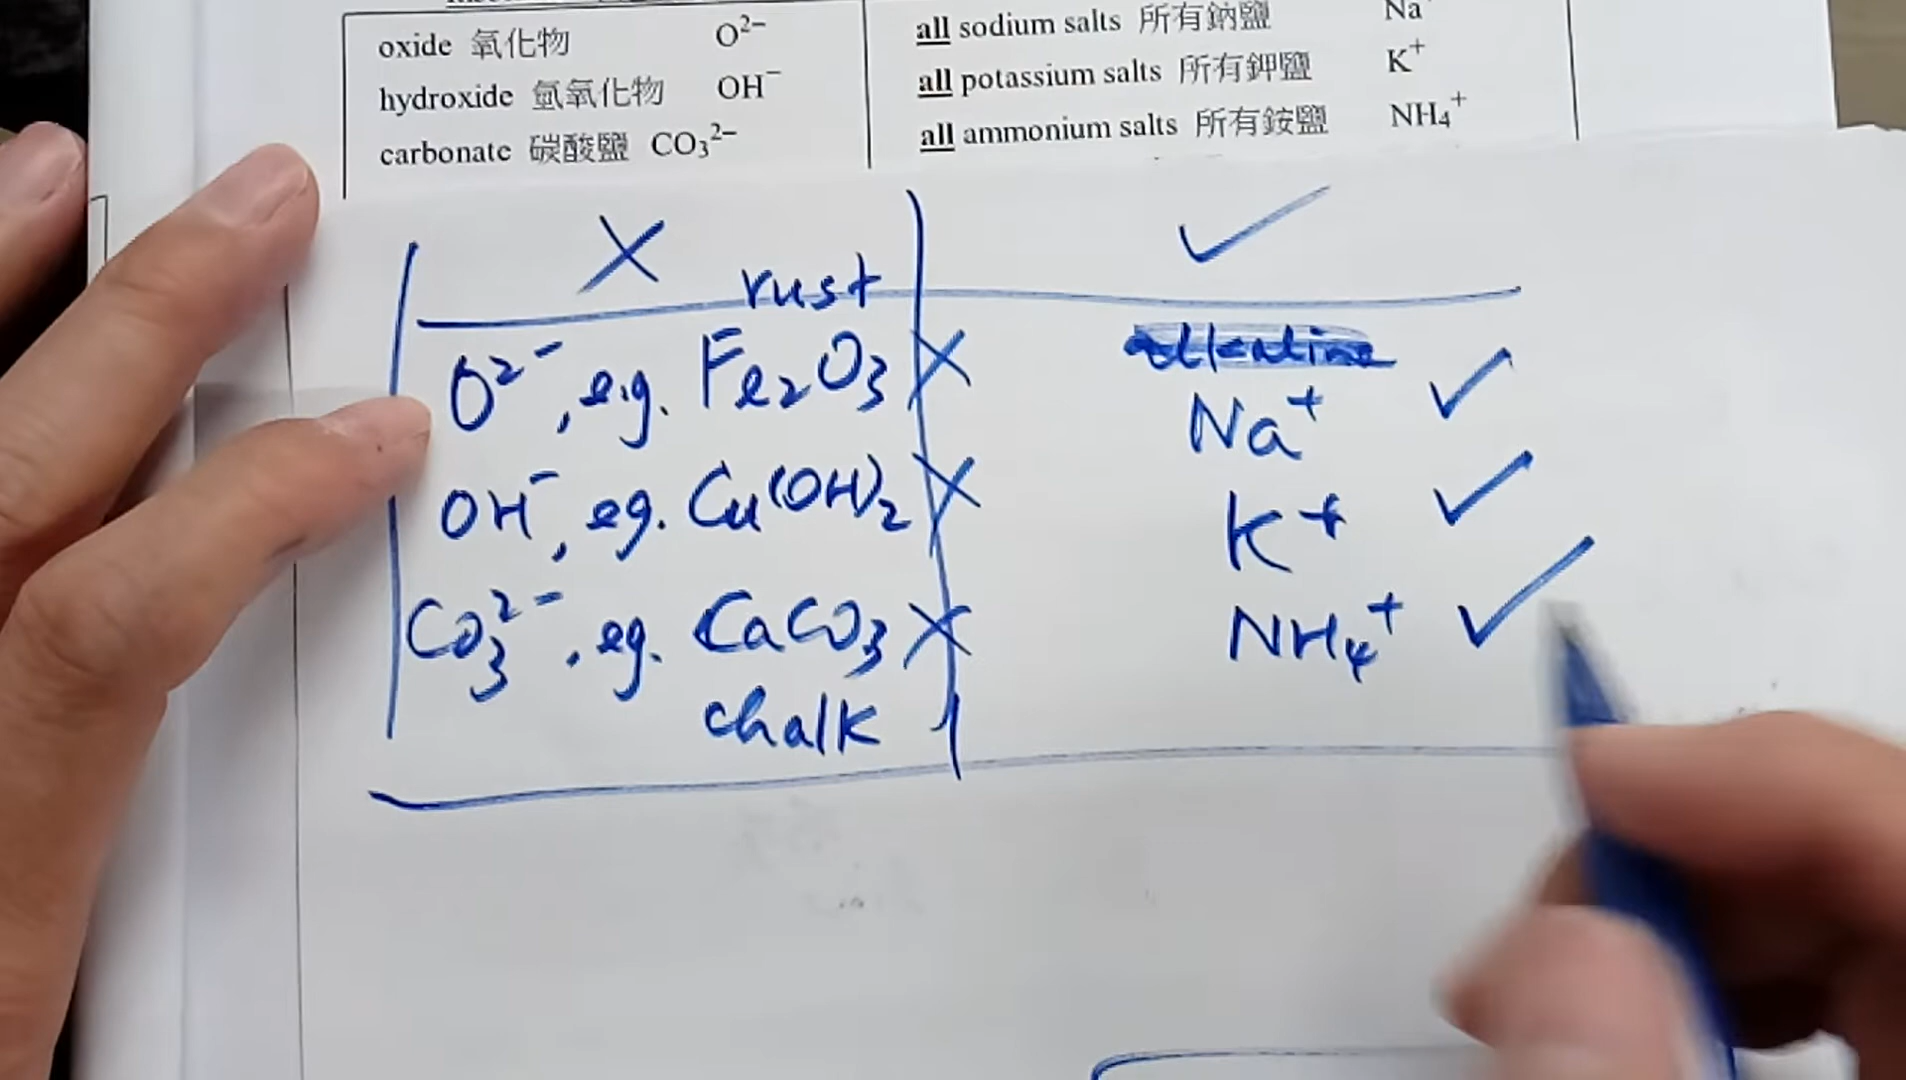 oxide 氧化物 O²⁻ all sodium salts 所有鈉鹽 Na⁺
hydroxide 氫氧化物 OH⁻ all potassium salts 所有鉀鹽 K⁺
carbonate 碳酸鹽 CO₃²⁻ all ammonium salts 所有銨鹽 NH₄⁺
X ✓
rust
O²⁻, e.g. Fe₂O₃ X
Na⁺ ✓
OH⁻, eg. Cu(OH)₂ X K⁺ ✓
CO₃²⁻, eg. CaCO₃ X NH₄⁺ ✓
chalk